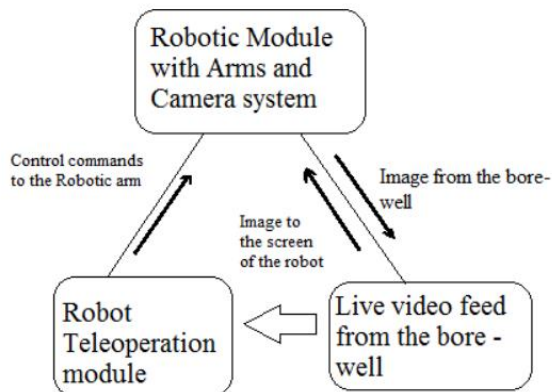 Robotic Module
with Arms and
Camera system
Control commands
to the Robotic arm
Image from the bore-
well
Image to
the screen
of the robot
Robot
Teleoperation
module
Live video feed
from the bore -
well